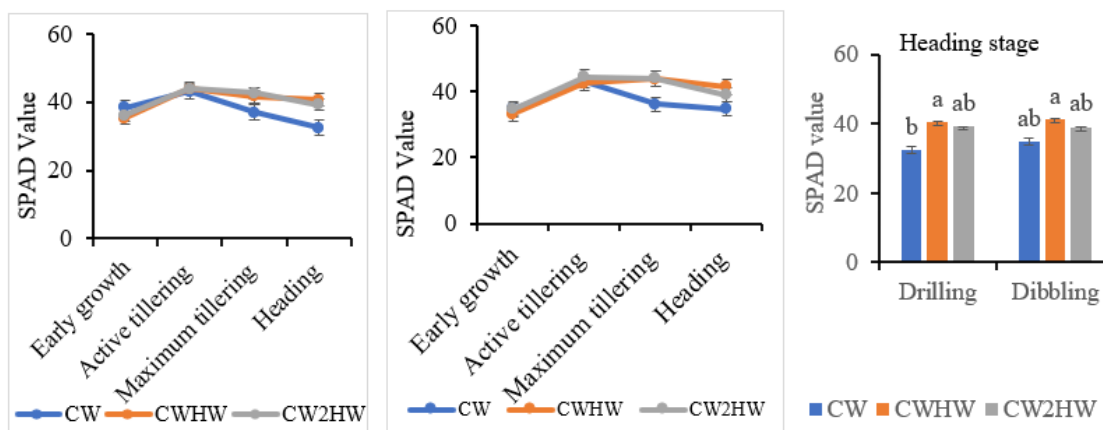 60
40
20
0
SPAD Value
Early growth
Active tillering
Maximum tillering
Heading
CW CWHW CW2HW
60
40
20
0
SPAD Value
Early growth
Active tillering
Maximum tillering
Heading
CW CWHW CW2HW
Heading stage
60
40
20
0
SPAD value
b a ab ab a ab
Drilling Dibbling
CW CWHW CW2HW